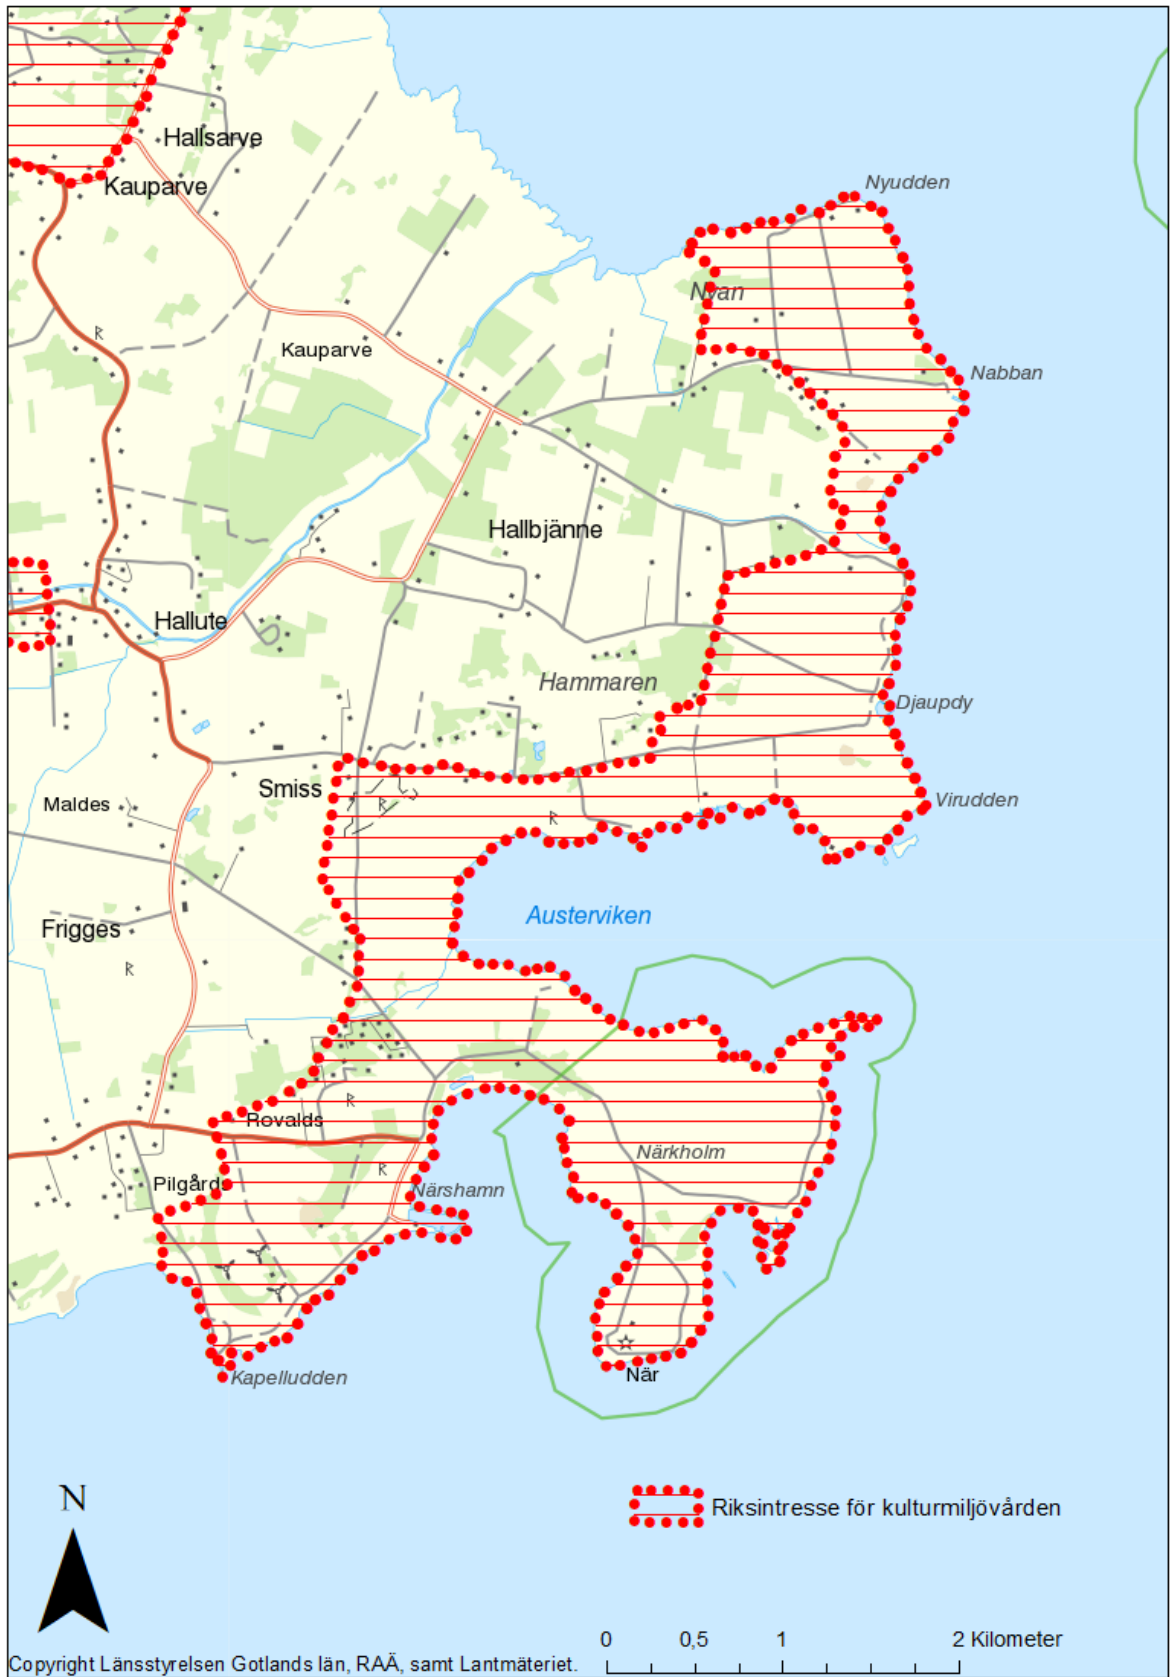 Hallsarve
Kauparve
Nyudden
Nyan
Kauparve
Nabban
Hallbjänne
Hallute
Hammaren
Djaupdy
Smiss
Maldes
Virudden
Frigges
Austerviken
R
R
R
R
R
R
Rovalds
Närkholm
Pilgårds
Närshamn
När
Kapelludden
N
Riksintresse för kulturmiljövården
0 0,5 1 2 Kilometer
Copyright Länsstyrelsen Gotlands län, RAÄ, samt Lantmäteriet.